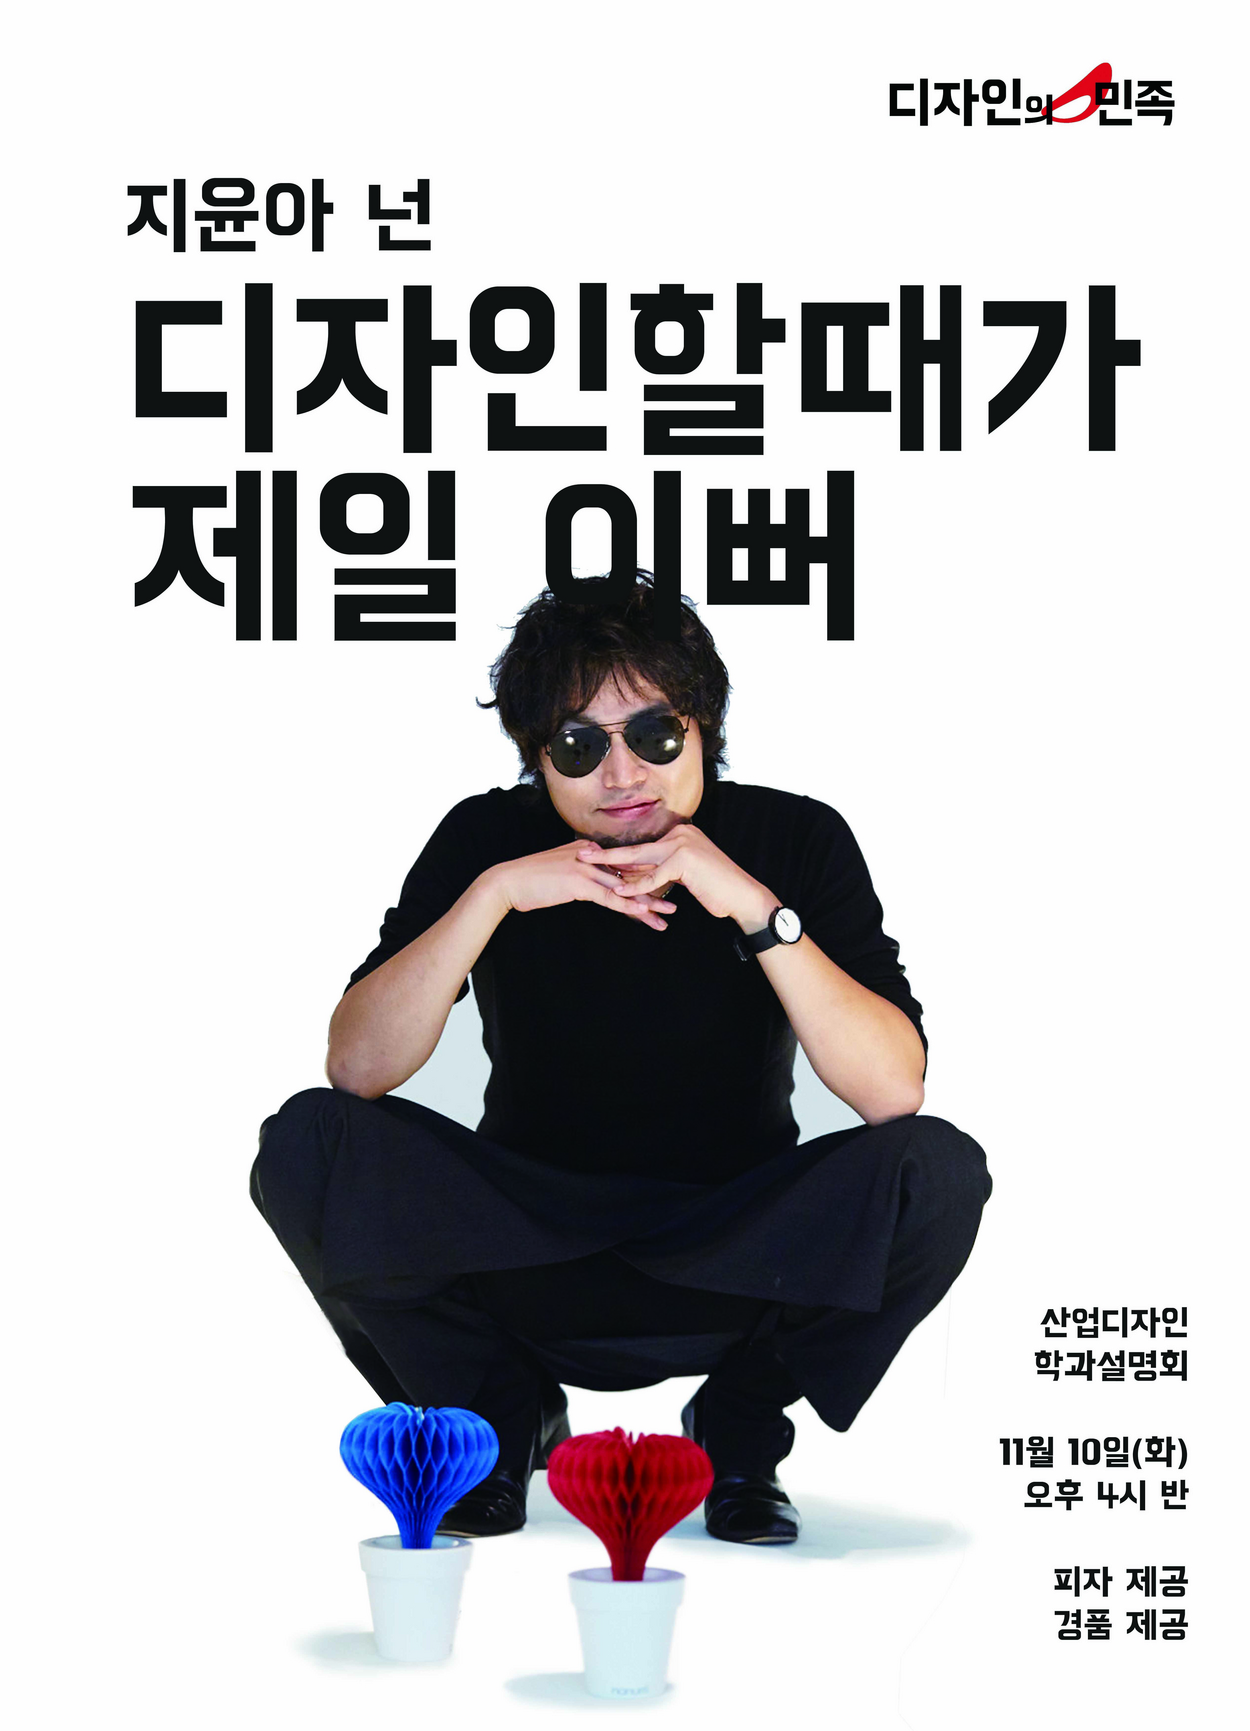 디자인의 민족
지윤아 넌
디자인할때가
제일 이뻐
산업디자인
학과설명회
11월 10일(화)
오후 4시 반
피자 제공
경품 제공